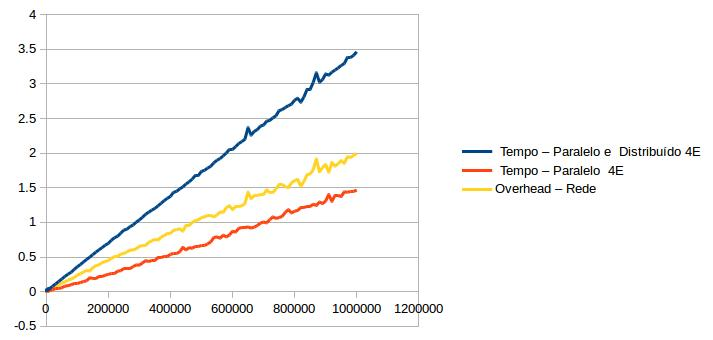 4
3.5
3
2.5
2
1.5
1
0.5
0
-0.5
0 200000 400000 600000 800000 1000000 1200000
Tempo – Paralelo e Distribuído 4E
Tempo – Paralelo 4E
Overhead – Rede